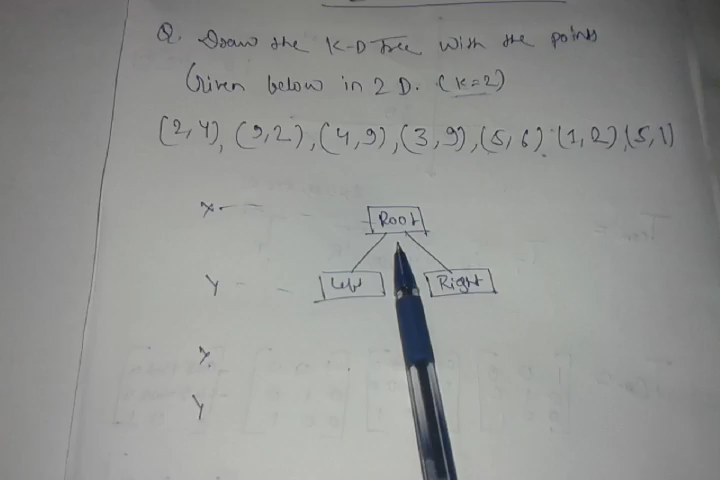 Q. Draw the K-D Tree with the points
Given below in 2 D. (K=2)
(2,4), (9,2), (4,9), (3,9), (5,6), (1,2), (5,1)
X
Root
Y
Left
Right
X
Y